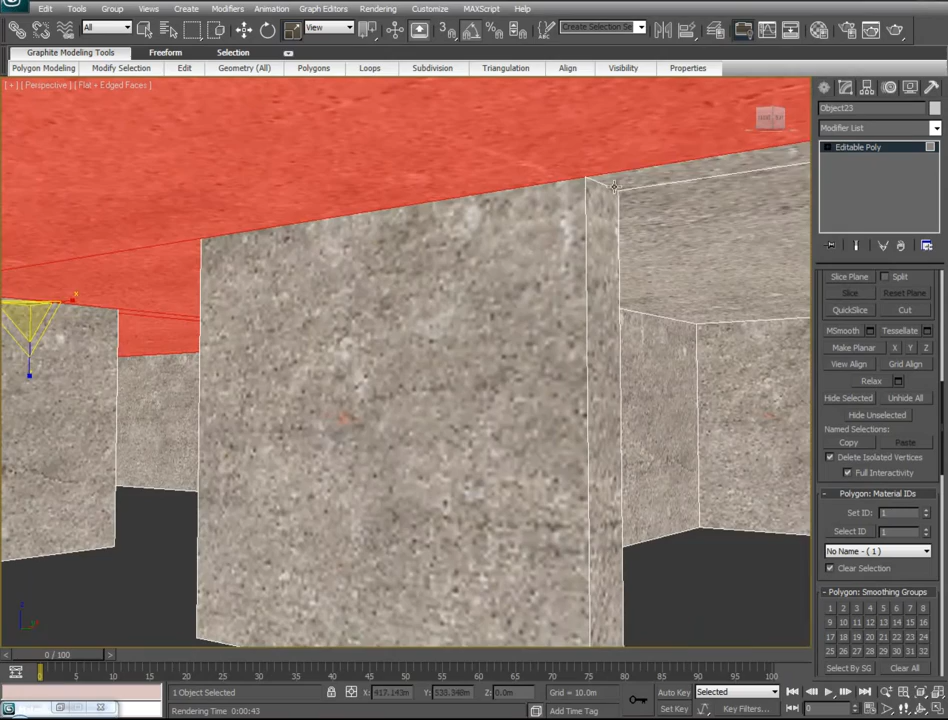 Edit Tools Group Views Create Modifiers Animation Graph Editors Rendering Customize MAXScript Help
All View 3 Create Selection Se
Graphite Modeling Tools Freeform Selection
Polygon Modeling Modify Selection Edit Geometry (All) Polygons Loops Subdivision Triangulation Align Visibility Properties
[ + ] [ Perspective ] [ Flat + Edged Faces ]
Object23
Modifier List
Editable Poly
x
Slice Plane Split
Slice Reset Plane
QuickSlice Cut
MSmooth Tessellate
Make Planar X Y Z
View Align Grid Align
Relax
Hide Selected Unhide All
Hide Unselected
Named Selections:
Copy Paste
Delete Isolated Vertices
Full Interactivity
- Polygon: Material IDs
Set ID: 1
Select ID 1
No Name - ( 1 )
Clear Selection
- Polygon: Smoothing Groups
1 2 3 4 5 6 7 8
9 10 11 12 13 14 15 16
17 18 19 20 21 22 23 24
25 26 27 28 29 30 31 32
Select By SG Clear All
z
< 0 / 100 >
0 5 10 15 20 25 30 35 40 45 50 55 60 65 70 75 80 85 90 95 100
1 Object Selected X: 417.143m Y: 538.348m Z: 0.0m Grid = 10.0m Auto Key Selected
Rendering Time 0:00:43 Add Time Tag Set Key Key Filters... 0